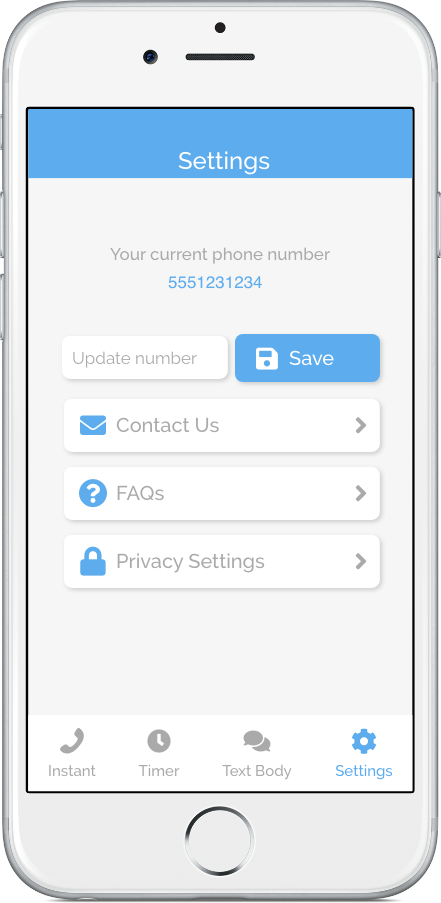 Settings
Your current phone number
5551231234
Update number
Save
Contact Us
FAQs
Privacy Settings
Instant
Timer
Text Body
Settings